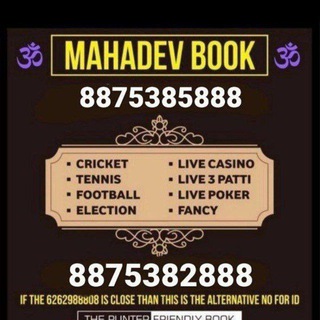 ॐ MAHADEV BOOK ॐ
8875385888
▪ CRICKET ▪ LIVE CASINO
▪ TENNIS ▪ LIVE 3 PATTI
▪ FOOTBALL ▪ LIVE POKER
▪ ELECTION ▪ FANCY
8875382888
IF THE 6262988808 IS CLOSE THAN THIS IS THE ALTERNATIVE NO FOR ID
THE PUNTER FRIENDLY BOOK